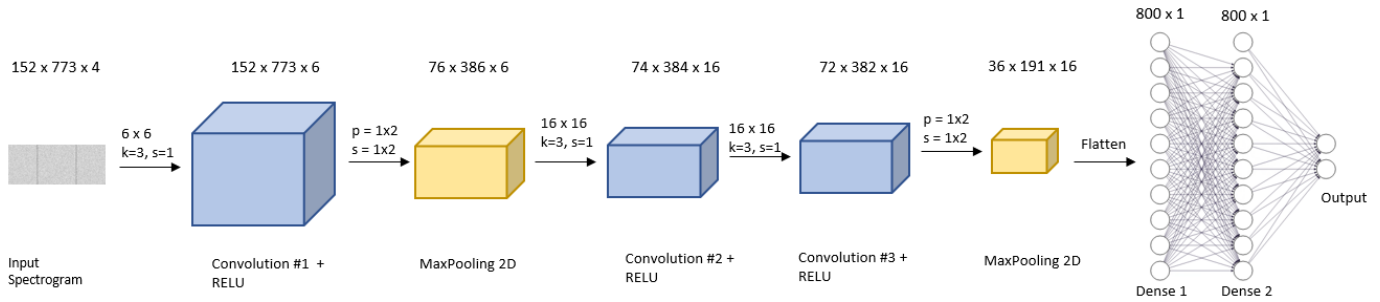 800 x 1
800 x 1
152 x 773 x 4
152 x 773 x 6
76 x 386 x 6
74 x 384 x 16
72 x 382 x 16
36 x 191 x 16
6 x 6
k=3, s=1
p = 1x2
s = 1x2
16 x 16
k=3, s=1
16 x 16
k=3, s=1
p = 1x2
s = 1x2
Flatten
Output
Input
Spectrogram
Convolution #1 +
RELU
MaxPooling 2D
Convolution #2 +
RELU
Convolution #3 +
RELU
MaxPooling 2D
Dense 1
Dense 2